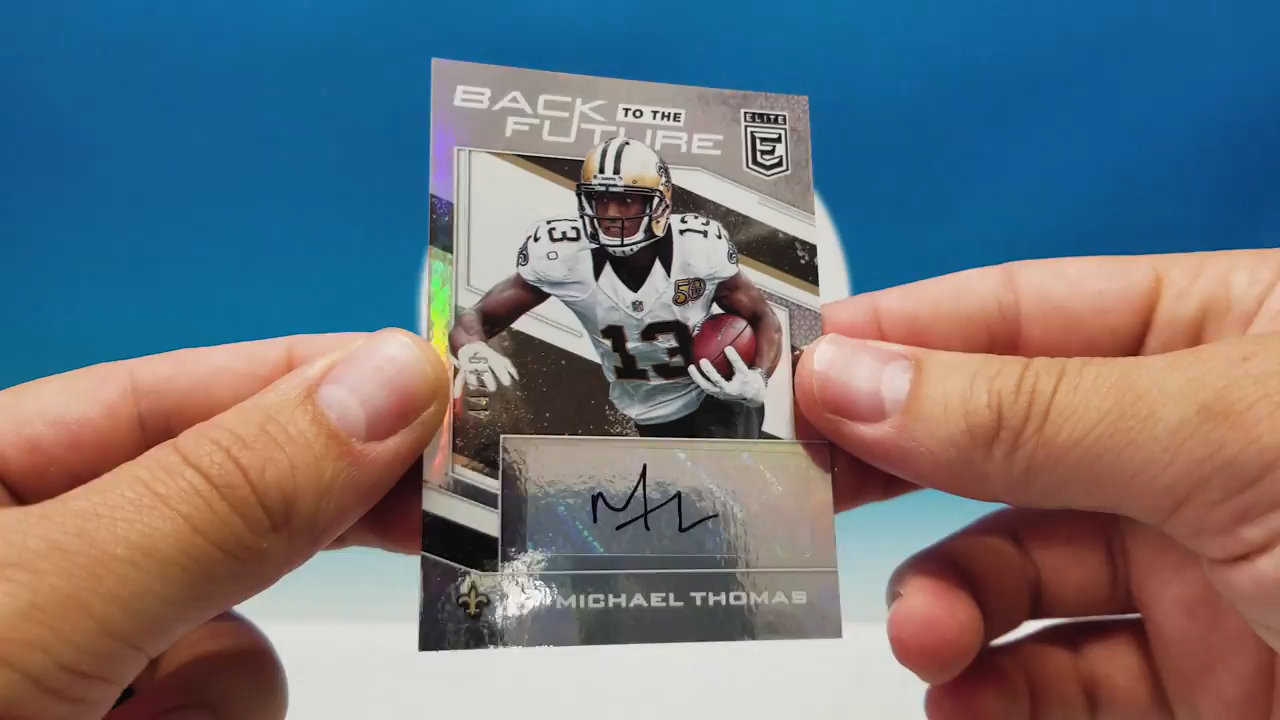 BACK TO THE
FUTURE
ELITE
E
13
13
50
13
MICHAEL THOMAS